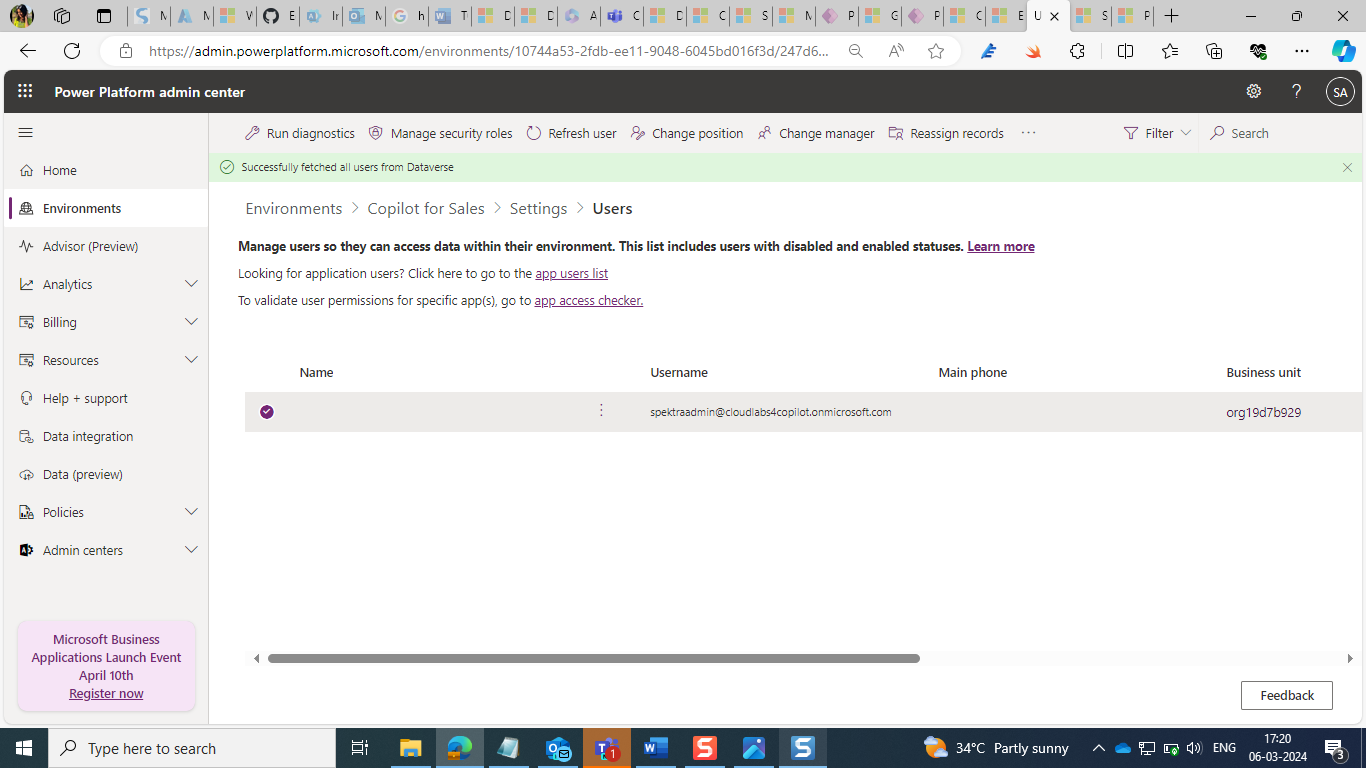 https://admin.powerplatform.microsoft.com/environments/10744a53-2fdb-ee11-9048-6045bd016f3d/247d6...
Power Platform admin center
SA
Run diagnostics
Manage security roles
Refresh user
Change position
Change manager
Reassign records
Filter
Search
Successfully fetched all users from Dataverse
Home
Environments
Advisor (Preview)
Analytics
Billing
Resources
Help + support
Data integration
Data (preview)
Policies
Admin centers
Microsoft Business
Applications Launch Event
April 10th
Register now
Environments > Copilot for Sales > Settings > Users
Manage users so they can access data within their environment. This list includes users with disabled and enabled statuses. Learn more
Looking for application users? Click here to go to the app users list
To validate user permissions for specific app(s), go to app access checker.
Name Username Main phone Business unit
spektraadmin@cloudlabs4copilot.onmicrosoft.com org19d7b929
Feedback
Type here to search
1
34°C Partly sunny
ENG
17:20
06-03-2024
3